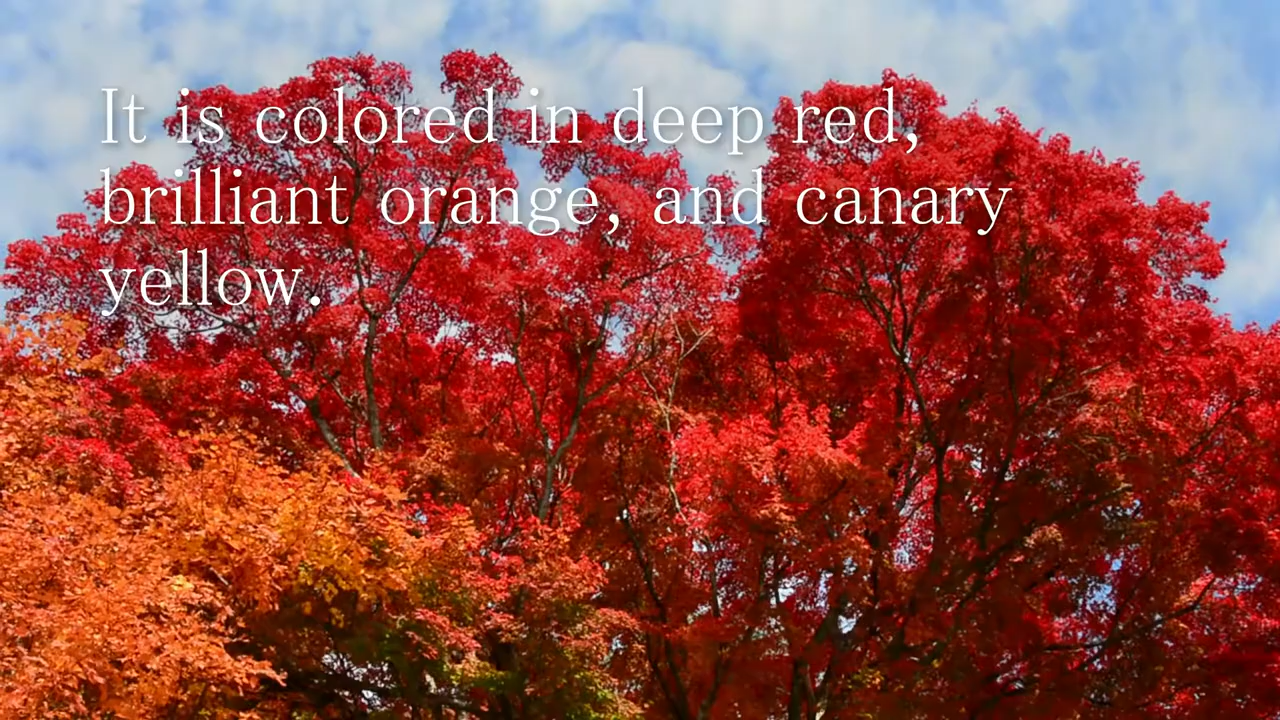 It is colored in deep red,
brilliant orange, and canary
yellow.